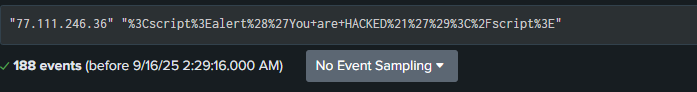 "77.111.246.36" "%3Cscript%3Ealert%28%27You+are+HACKED%21%27%29%3C%2Fscript%3E"
✓ 188 events (before 9/16/25 2:29:16.000 AM) No Event Sampling ▾